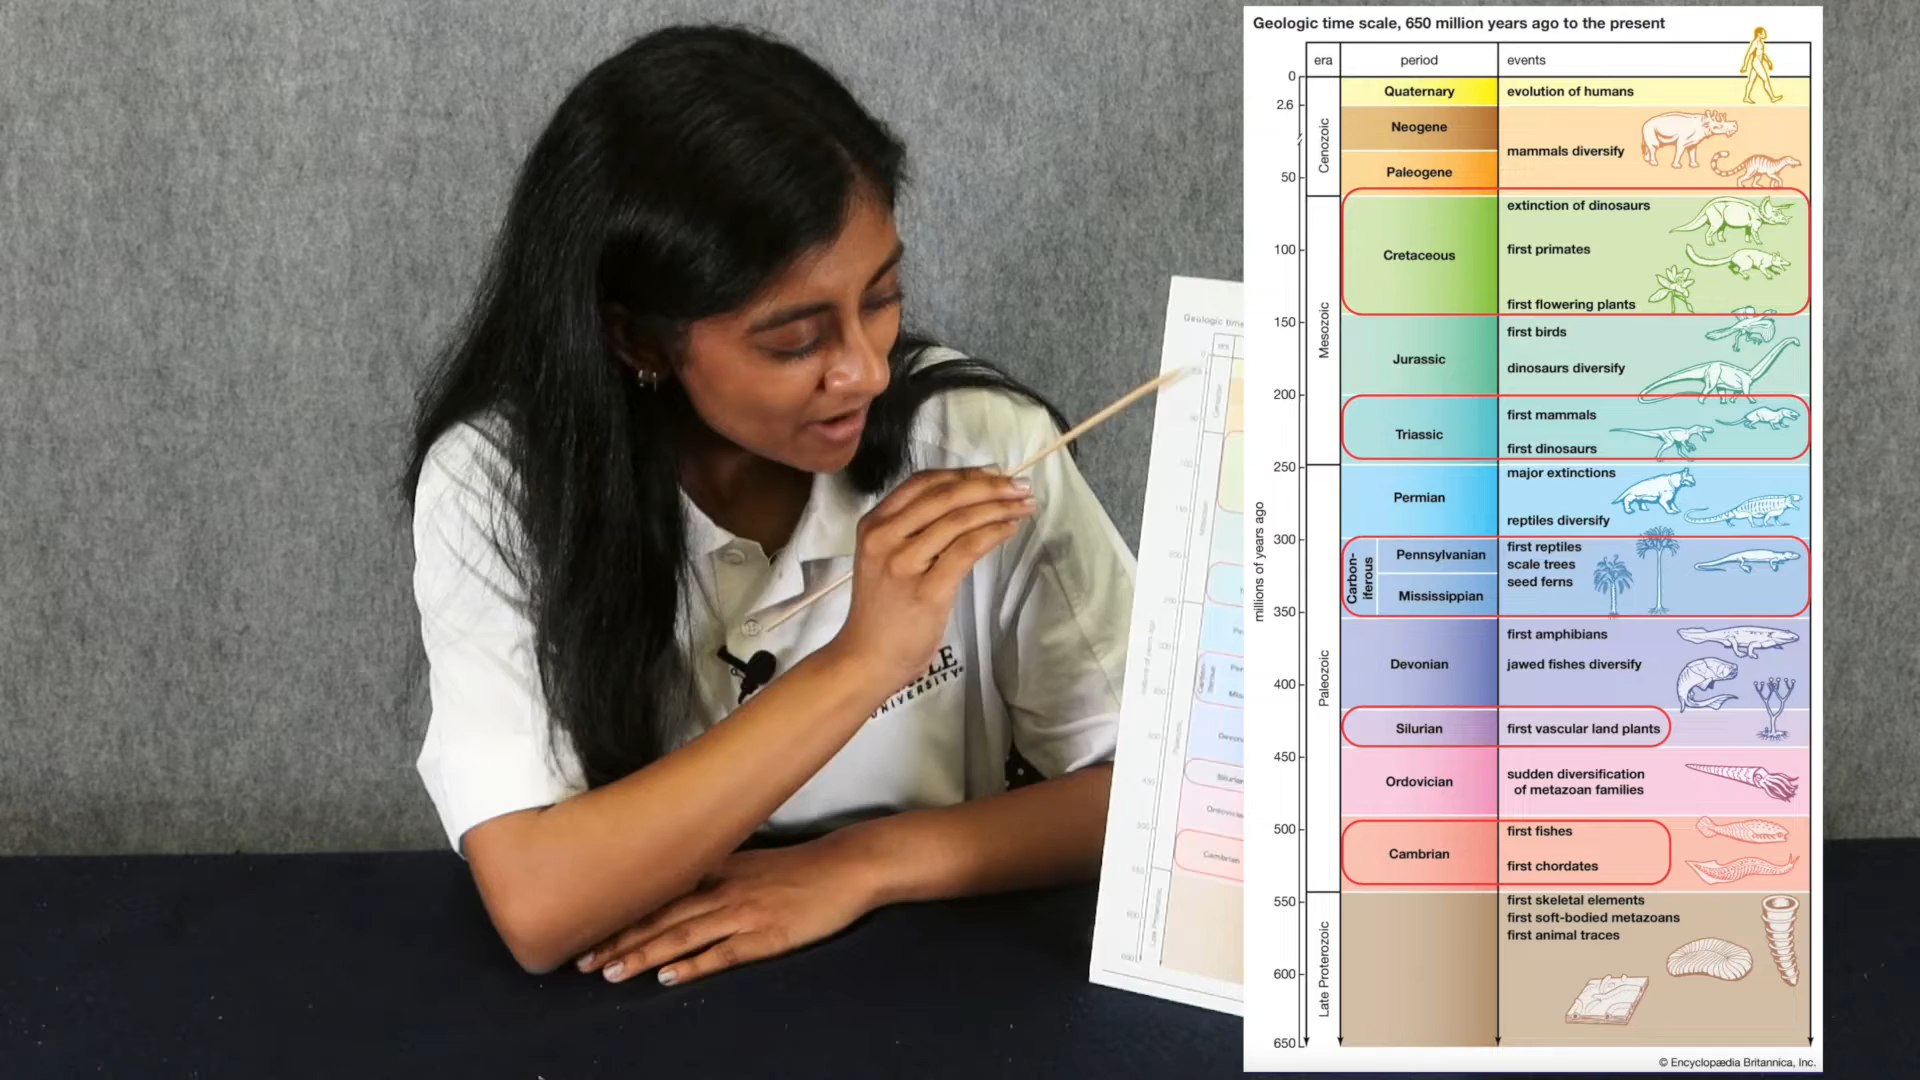 Geologic time scale, 650 million years ago to the present
era
period
events
0
Quaternary
evolution of humans
2.6
Cenozoic
Neogene
mammals diversify
Paleogene
50
extinction of dinosaurs
100
Cretaceous
first primates
first flowering plants
150
Mesozoic
first birds
Jurassic
dinosaurs diversify
200
first mammals
Triassic
first dinosaurs
250
major extinctions
Permian
reptiles diversify
300
Carbon-
iferous
Pennsylvanian
first reptiles
scale trees
seed ferns
Mississippian
millions of years ago
350
first amphibians
Devonian
jawed fishes diversify
Paleozoic
400
Silurian
first vascular land plants
450
Ordovician
sudden diversification
of metazoan families
500
first fishes
Cambrian
first chordates
550
first skeletal elements
first soft-bodied metazoans
first animal traces
600
Late Proterozoic
650
© Encyclopædia Britannica, Inc.
UNIVERSITY
Geologic time
Silurian
Cambrian